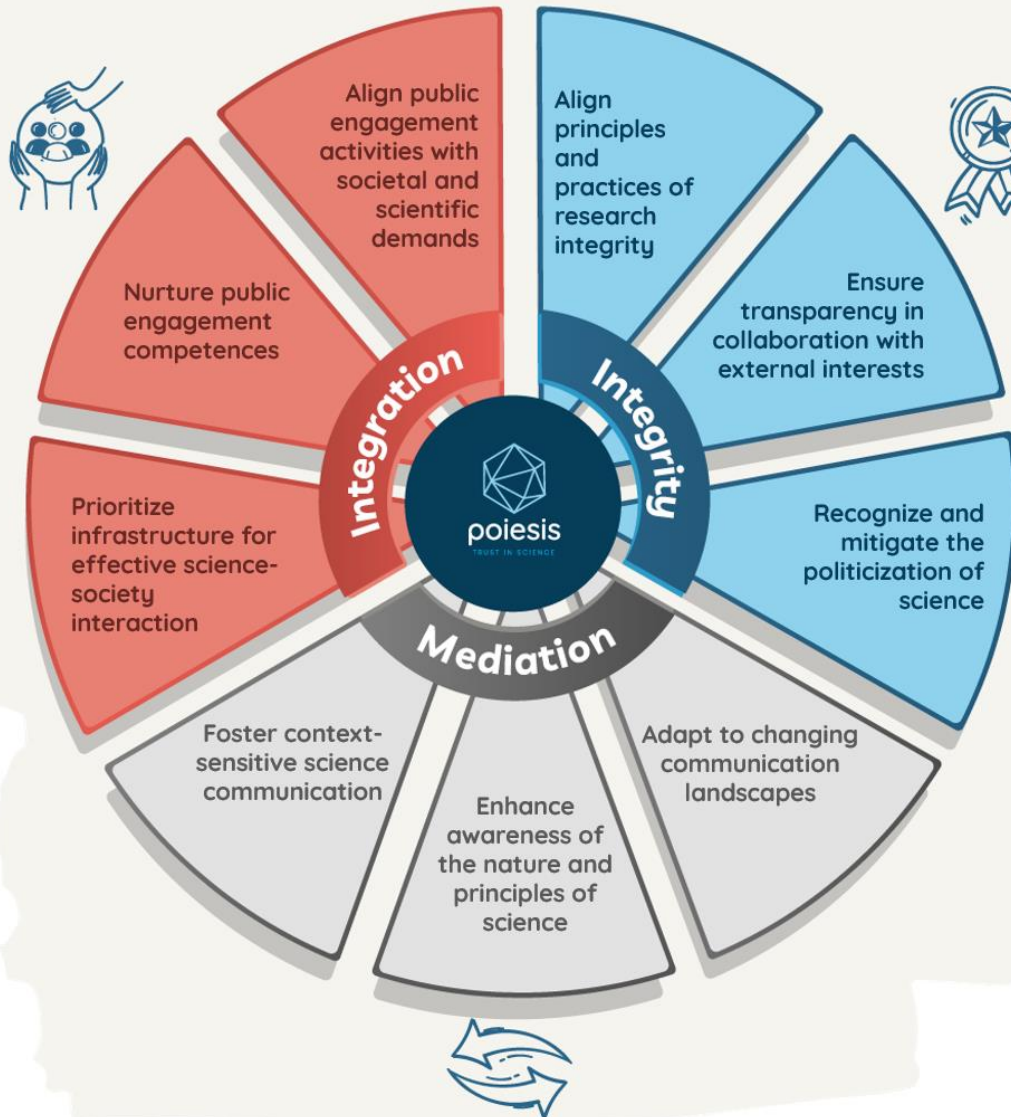 Align public
engagement
activities with
societal and
scientific
demands
Align
principles
and
practices of
research
integrity
Nurture public
engagement
competences
Ensure
transparency in
collaboration with
external interests
Integration
Integrity
Prioritize
infrastructure for
effective science-
society
interaction
poiesis
TRUST IN SCIENCE
Recognize and
mitigate the
politicization of
science
Mediation
Foster context-
sensitive science
communication
Enhance
awareness of
the nature and
principles of
science
Adapt to changing
communication
landscapes